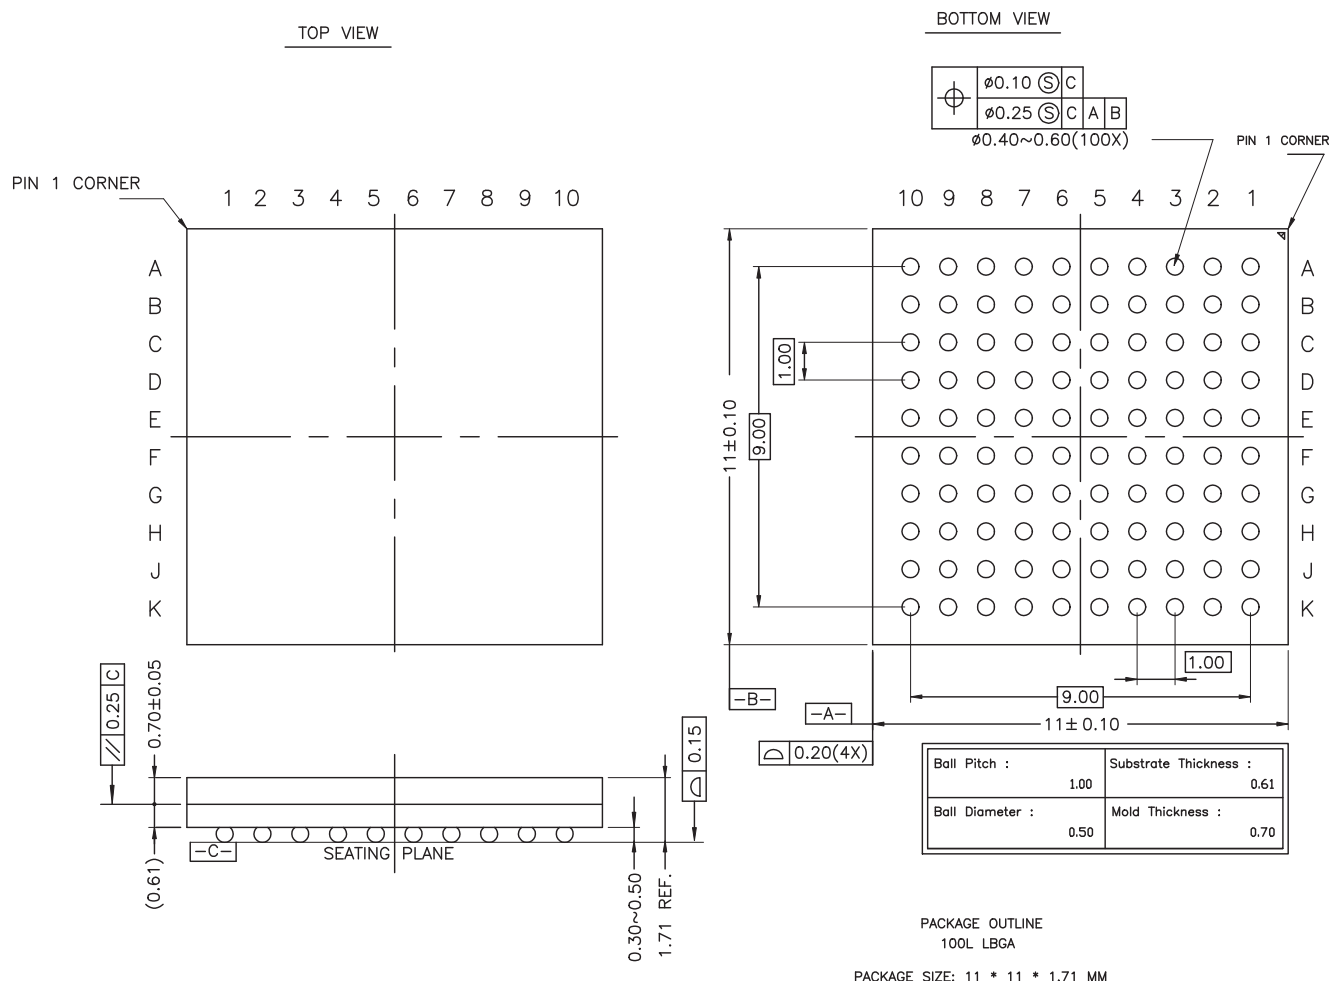 TOP VIEW
BOTTOM VIEW
ø0.10 Ⓢ C
ø0.25 Ⓢ C A B
ø0.40~0.60(100X)
PIN 1 CORNER
PIN 1 CORNER
1 2 3 4 5 6 7 8 9 10
A
B
C
D
E
F
G
H
J
K
10 9 8 7 6 5 4 3 2 1
A
B
C
D
E
F
G
H
J
K
1.00
11±0.10
9.00
1.00
9.00
11±0.10
-B-
-A-
⌓ 0.20(4X)
// 0.25 C
0.70±0.05
(0.61)
-C-
SEATING PLANE
0.30~0.50
1.71 REF.
⌓ 0.15
Ball Pitch :
1.00
Substrate Thickness :
0.61
Ball Diameter :
0.50
Mold Thickness :
0.70
PACKAGE OUTLINE
100L LBGA
PACKAGE SIZE: 11 * 11 * 1.71 MM